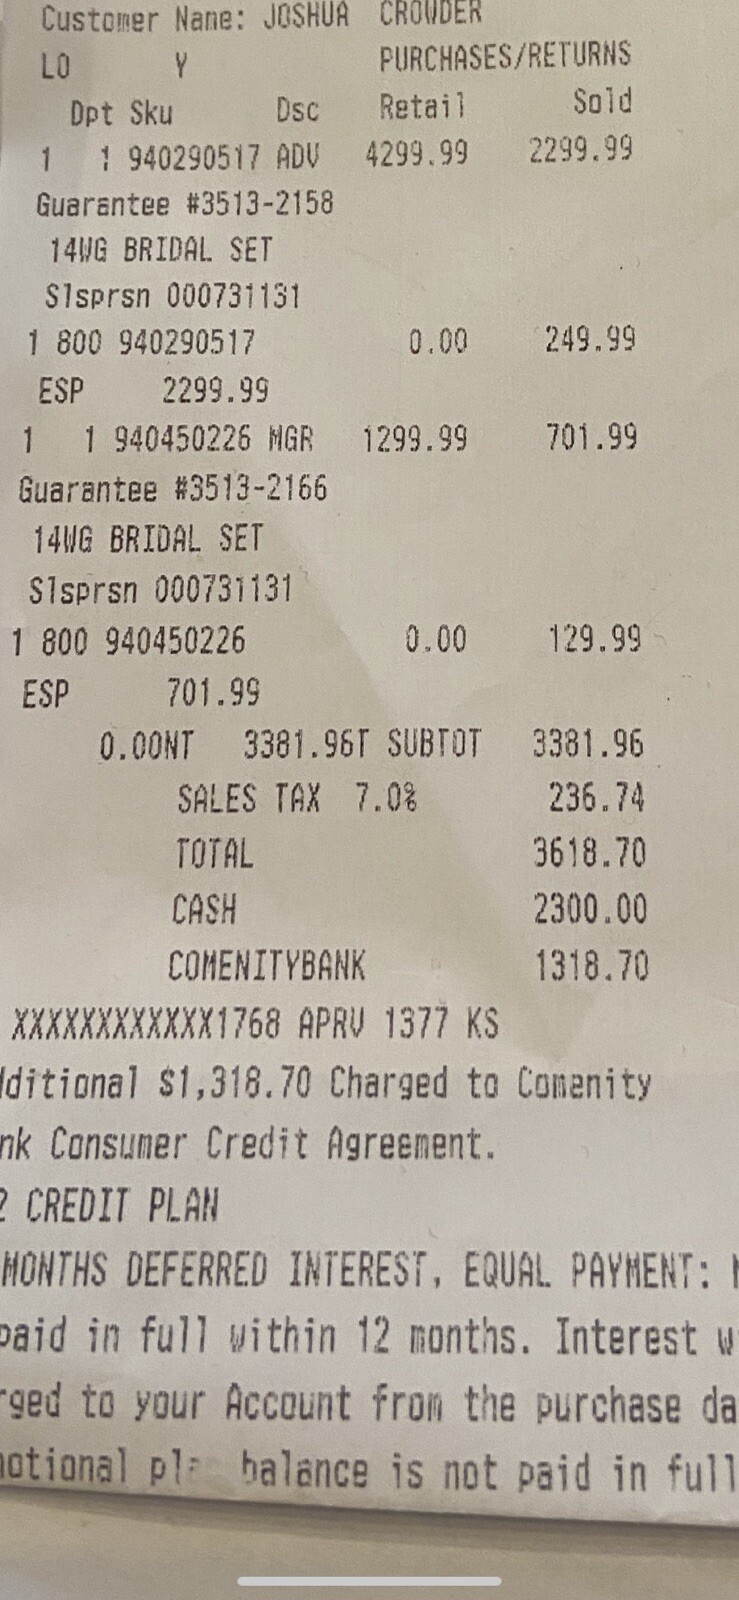 Customer Name: JOSHUA CROWDER
LO Y PURCHASES/RETURNS
Dpt Sku Dsc Retail Sold
1 1 940290517 ADV 4299.99 2299.99
Guarantee #3513-2158
14WG BRIDAL SET
Slsprsn 000731131
1 800 940290517 0.00 249.99
ESP 2299.99
1 1 940450226 MGR 1299.99 701.99
Guarantee #3513-2166
14WG BRIDAL SET
Slsprsn 000731131
1 800 940450226 0.00 129.99
ESP 701.99
0.00NT 3381.96T SUBTOT 3381.96
SALES TAX 7.0% 236.74
TOTAL 3618.70
CASH 2300.00
COMENITYBANK 1318.70
XXXXXXXXXXXX1768 APRV 1377 KS
dditional $1,318.70 Charged to Comenity
nk Consumer Credit Agreement.
2 CREDIT PLAN
MONTHS DEFERRED INTEREST, EQUAL PAYMENT:
paid in full within 12 months. Interest w
rged to your Account from the purchase da
otional balance is not paid in full